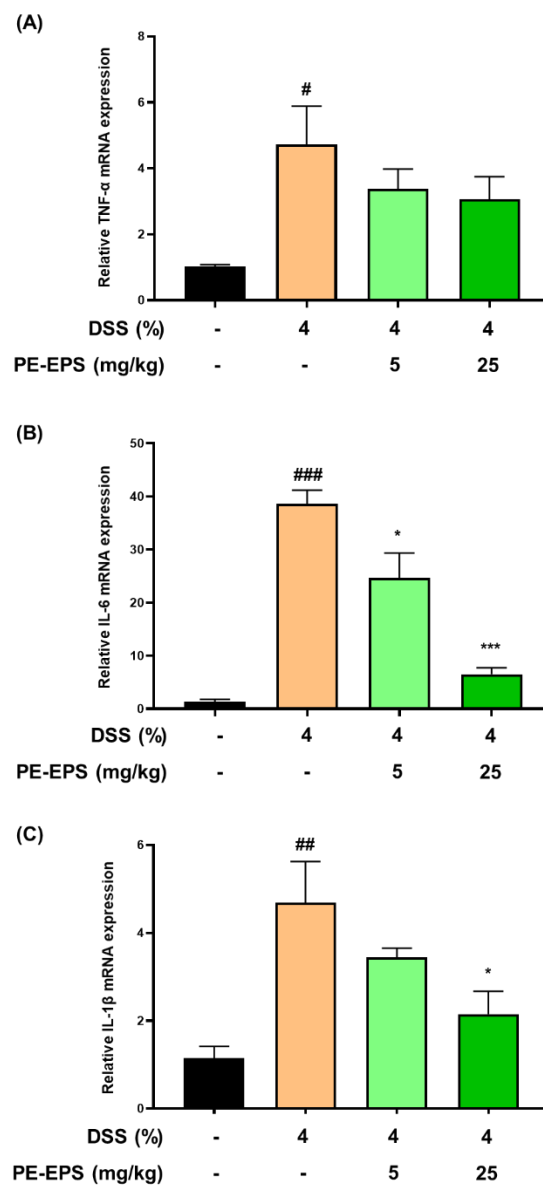 (A)
Relative TNF-α mRNA expression
8
6
4
2
0
#
DSS (%) - 4 4 4
PE-EPS (mg/kg) - - 5 25
(B)
Relative IL-6 mRNA expression
50
40
30
20
10
0
###
*
***
DSS (%) - 4 4 4
PE-EPS (mg/kg) - - 5 25
(C)
Relative IL-1β mRNA expression
6
4
2
0
##
*
DSS (%) - 4 4 4
PE-EPS (mg/kg) - - 5 25